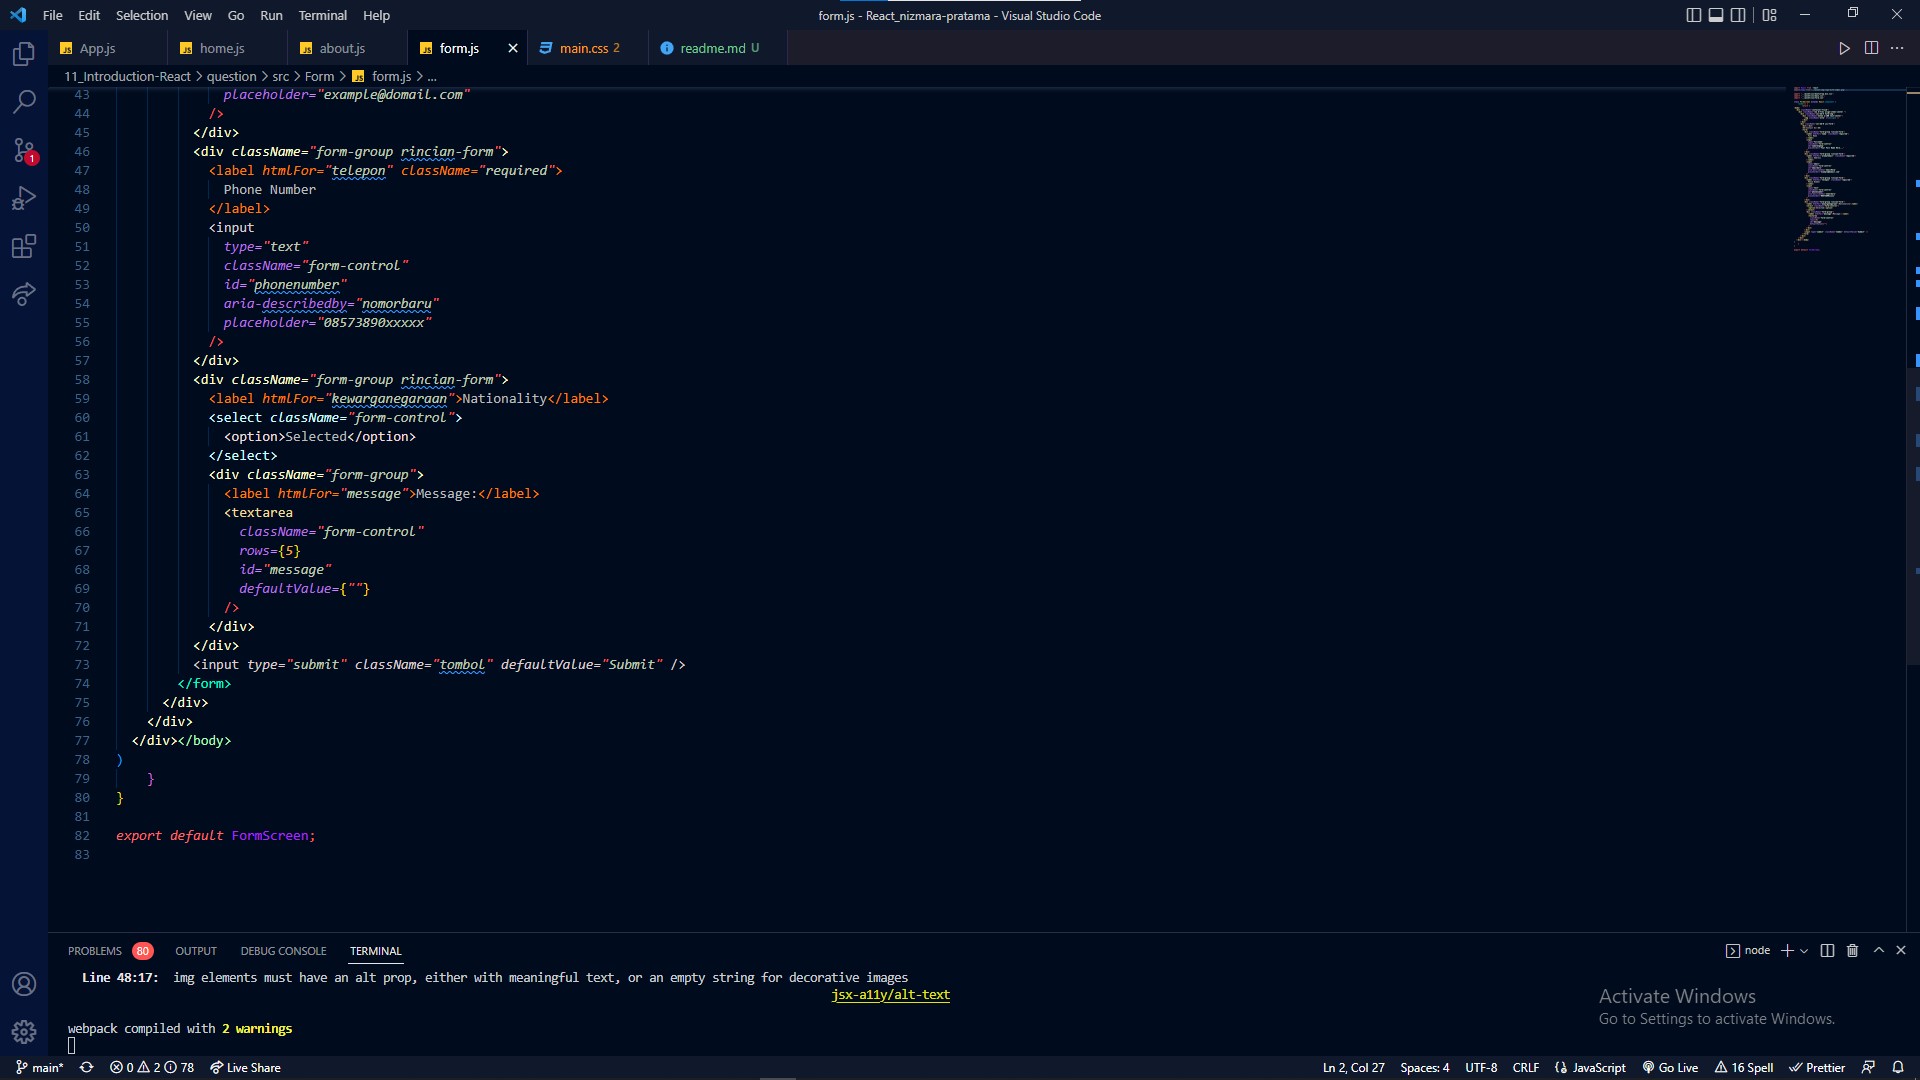 File Edit Selection View Go Run Terminal Help
form.js - React_nizmara-pratama - Visual Studio Code
App.js home.js about.js form.js main.css 2 readme.md U
11_Introduction-React > question > src > Form > form.js > ...
43 placeholder="example@domail.com"
44 />
45 </div>
46 <div className="form-group rincian-form">
47 <label htmlFor="telepon" className="required">
48 Phone Number
49 </label>
50 <input
51 type="text"
52 className="form-control"
53 id="phonenumber"
54 aria-describedby="nomorbaru"
55 placeholder="08573890xxxxx"
56 />
57 </div>
58 <div className="form-group rincian-form">
59 <label htmlFor="kewarganegaraan">Nationality</label>
60 <select className="form-control">
61 <option>Selected</option>
62 </select>
63 <div className="form-group">
64 <label htmlFor="message">Message:</label>
65 <textarea
66 className="form-control"
67 rows={5}
68 id="message"
69 defaultValue={""}
70 />
71 </div>
72 </div>
73 <input type="submit" className="tombol" defaultValue="Submit" />
74 </form>
75 </div>
76 </div>
77 </div></body>
78 )
79 }
80 }
81
82 export default FormScreen;
83
1
PROBLEMS 80 OUTPUT DEBUG CONSOLE TERMINAL
node
Line 48:17: img elements must have an alt prop, either with meaningful text, or an empty string for decorative images
jsx-a11y/alt-text
webpack compiled with 2 warnings
Activate Windows
Go to Settings to activate Windows.
main* 0 2 78 Live Share
Ln 2, Col 27 Spaces: 4 UTF-8 CRLF JavaScript Go Live 16 Spell Prettier